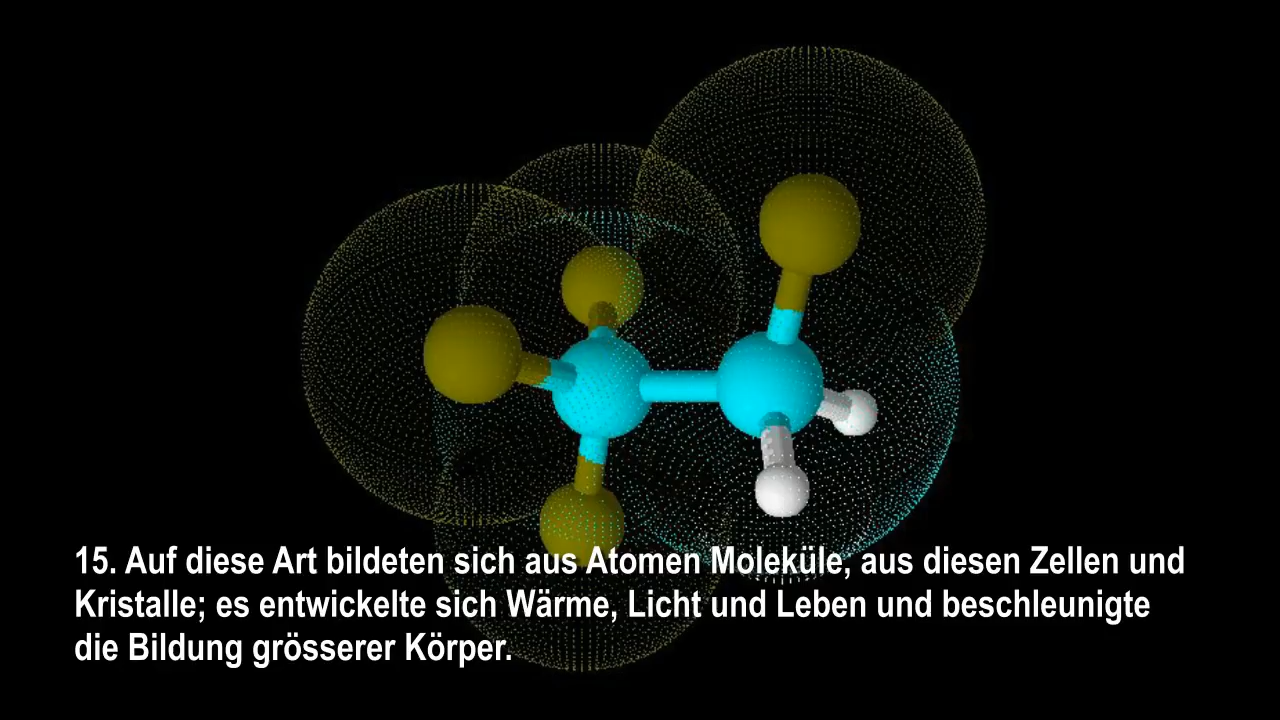 15. Auf diese Art bildeten sich aus Atomen Moleküle, aus diesen Zellen und
Kristalle; es entwickelte sich Wärme, Licht und Leben und beschleunigte
die Bildung grösserer Körper.